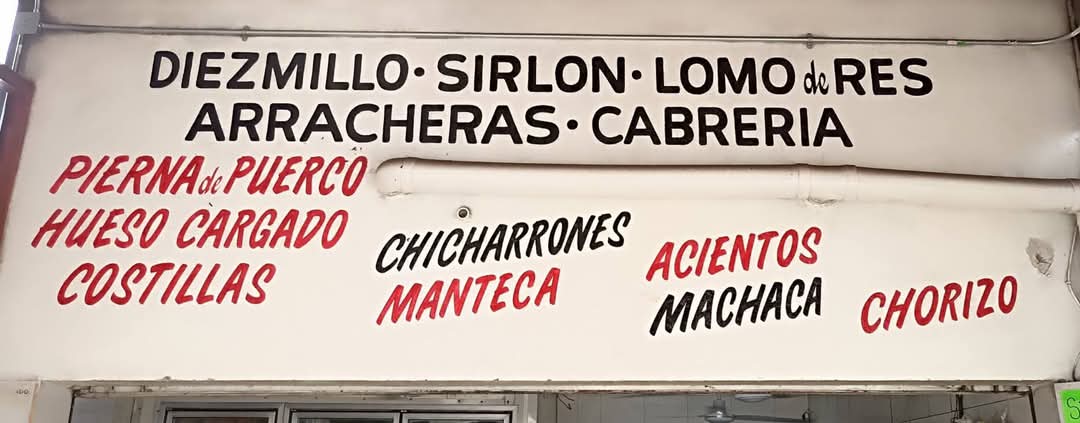 DIEZMILLO · SIRLON · LOMO de RES
ARRACHERAS · CABRERIA
PIERNA de PUERCO
HUESO CARGADO
COSTILLAS
CHICHARRONES
MANTECA
ACIENTOS
MACHACA
CHORIZO